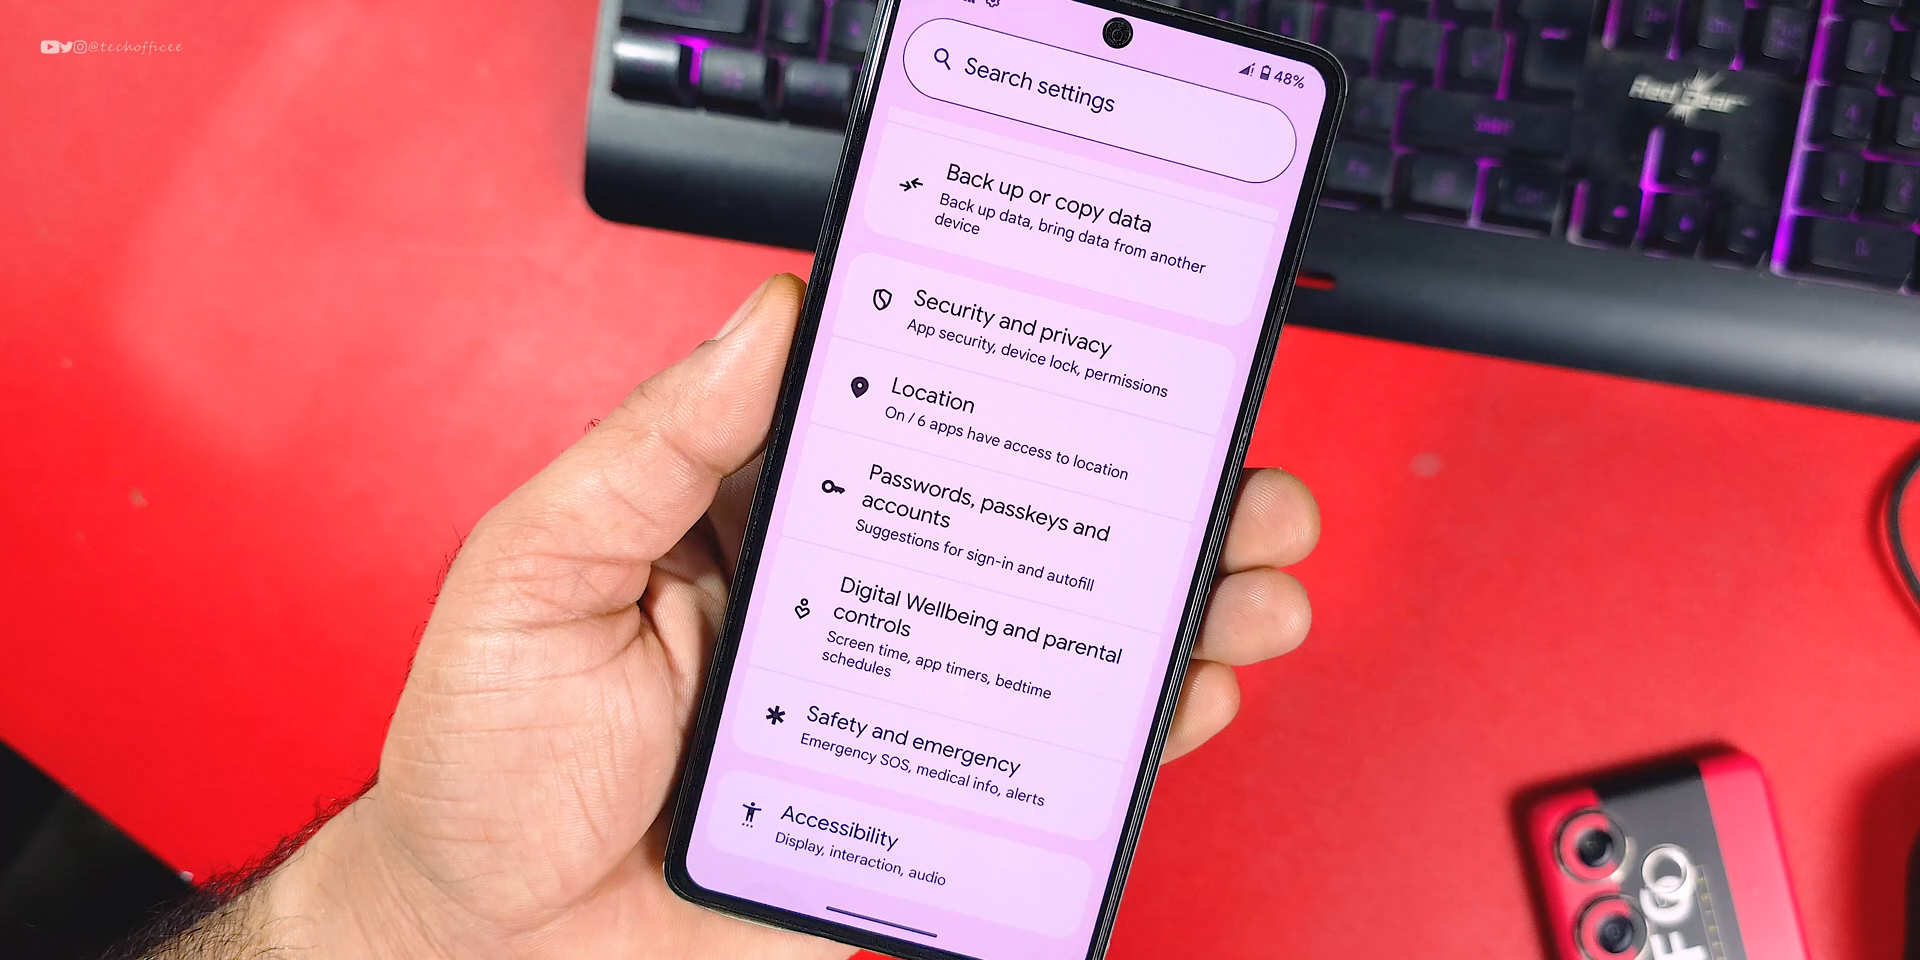 @techofficee
48%
Search settings
Back up or copy data
Back up data, bring data from another
device
Security and privacy
App security, device lock, permissions
Location
On / 6 apps have access to location
Passwords, passkeys and
accounts
Suggestions for sign-in and autofill
Digital Wellbeing and parental
controls
Screen time, app timers, bedtime
schedules
Safety and emergency
Emergency SOS, medical info, alerts
Accessibility
Display, interaction, audio
Redgear